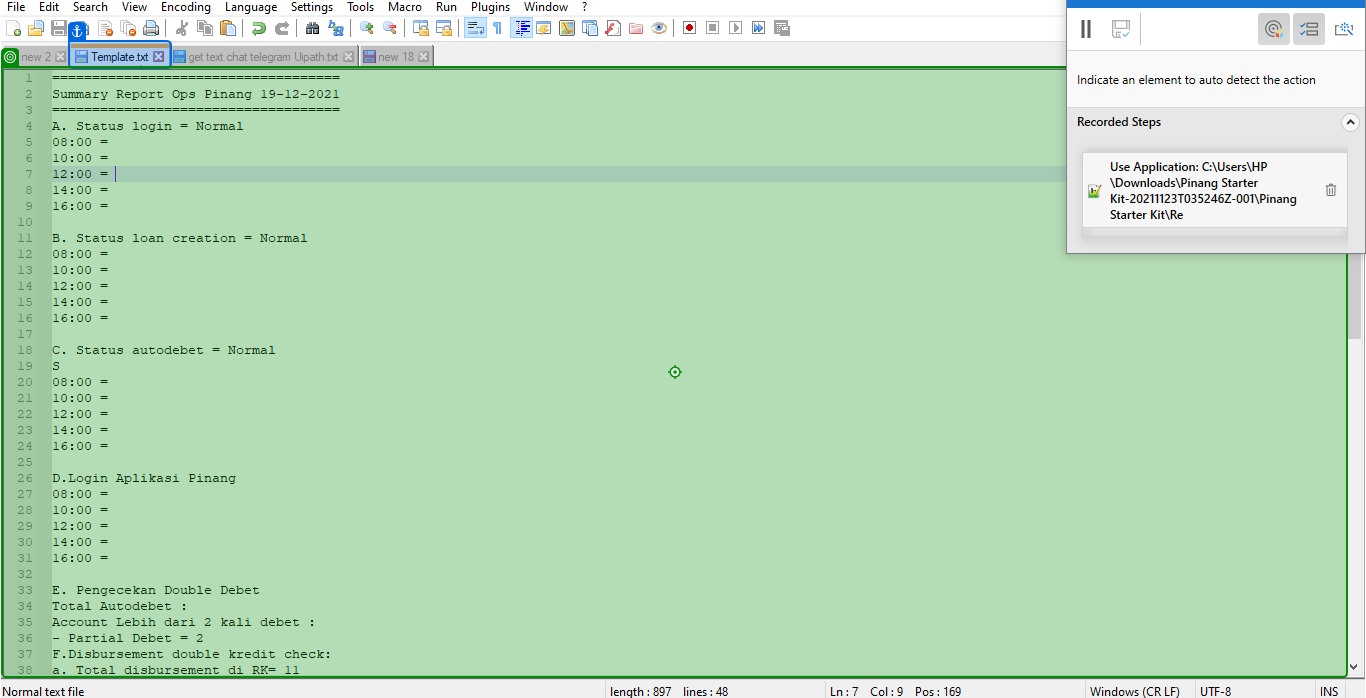 File Edit Search View Encoding Language Settings Tools Macro Run Plugins Window ?
new 2 Template.txt get text chat telegram Uipath.txt new 18
1 ====================================
2 Summary Report Ops Pinang 19-12-2021
3 ====================================
4 A. Status login = Normal
5 08:00 =
6 10:00 =
7 12:00 =
8 14:00 =
9 16:00 =
10
11 B. Status loan creation = Normal
12 08:00 =
13 10:00 =
14 12:00 =
15 14:00 =
16 16:00 =
17
18 C. Status autodebet = Normal
19 S
20 08:00 =
21 10:00 =
22 12:00 =
23 14:00 =
24 16:00 =
25
26 D.Login Aplikasi Pinang
27 08:00 =
28 10:00 =
29 12:00 =
30 14:00 =
31 16:00 =
32
33 E. Pengecekan Double Debet
34 Total Autodebet :
35 Account Lebih dari 2 kali debet :
36 - Partial Debet = 2
37 F.Disbursement double kredit check:
38 a. Total disbursement di RK= 11
Normal text file length : 897 lines : 48 Ln : 7 Col : 9 Pos : 169 Windows (CR LF) UTF-8 INS
Indicate an element to auto detect the action
Recorded Steps
Use Application: C:\Users\HP
\Downloads\Pinang Starter
Kit-20211123T035246Z-001\Pinang
Starter Kit\Re